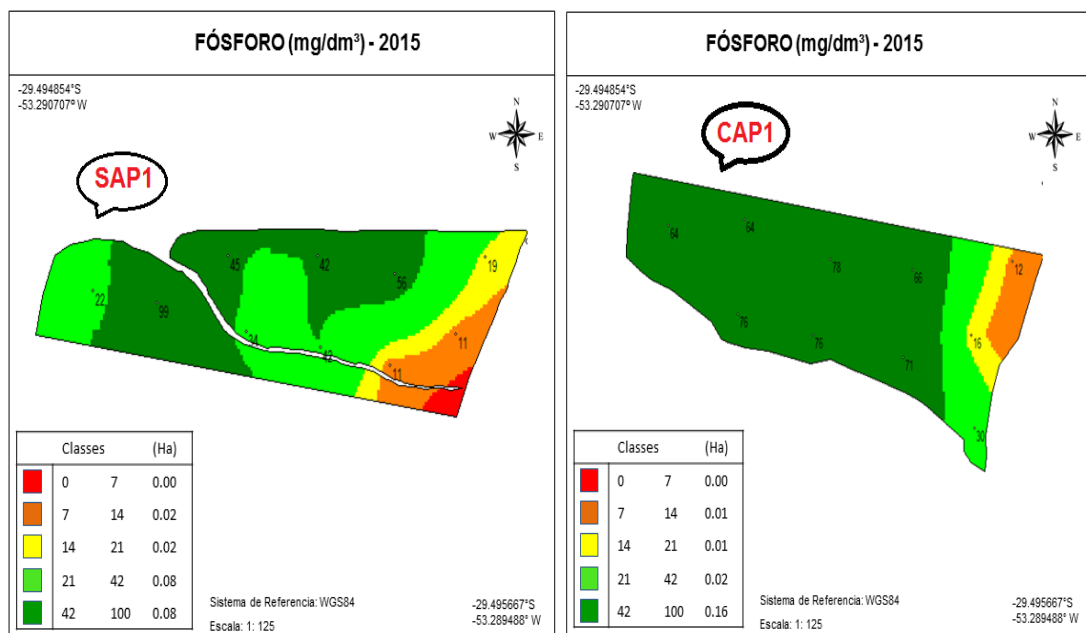 FÓSFORO (mg/dm³) - 2015
-29.494854°S
-53.290707º W
N
W E
S
SAP1
45
42
56
19
22
99
34
42
11
11
Classes (Ha)
0 7 0.00
7 14 0.02
14 21 0.02
21 42 0.08
42 100 0.08
Sistema de Referencia: WGS84
Escala: 1: 125
-29.495667°S
-53.289488° W
FÓSFORO (mg/dm³) - 2015
-29.494854°S
-53.290707º W
N
W E
S
CAP1
64
64
78
66
12
76
76
71
16
30
Classes (Ha)
0 7 0.00
7 14 0.01
14 21 0.01
21 42 0.02
42 100 0.16
Sistema de Referencia: WGS84
Escala: 1: 125
-29.495667°S
-53.289488° W